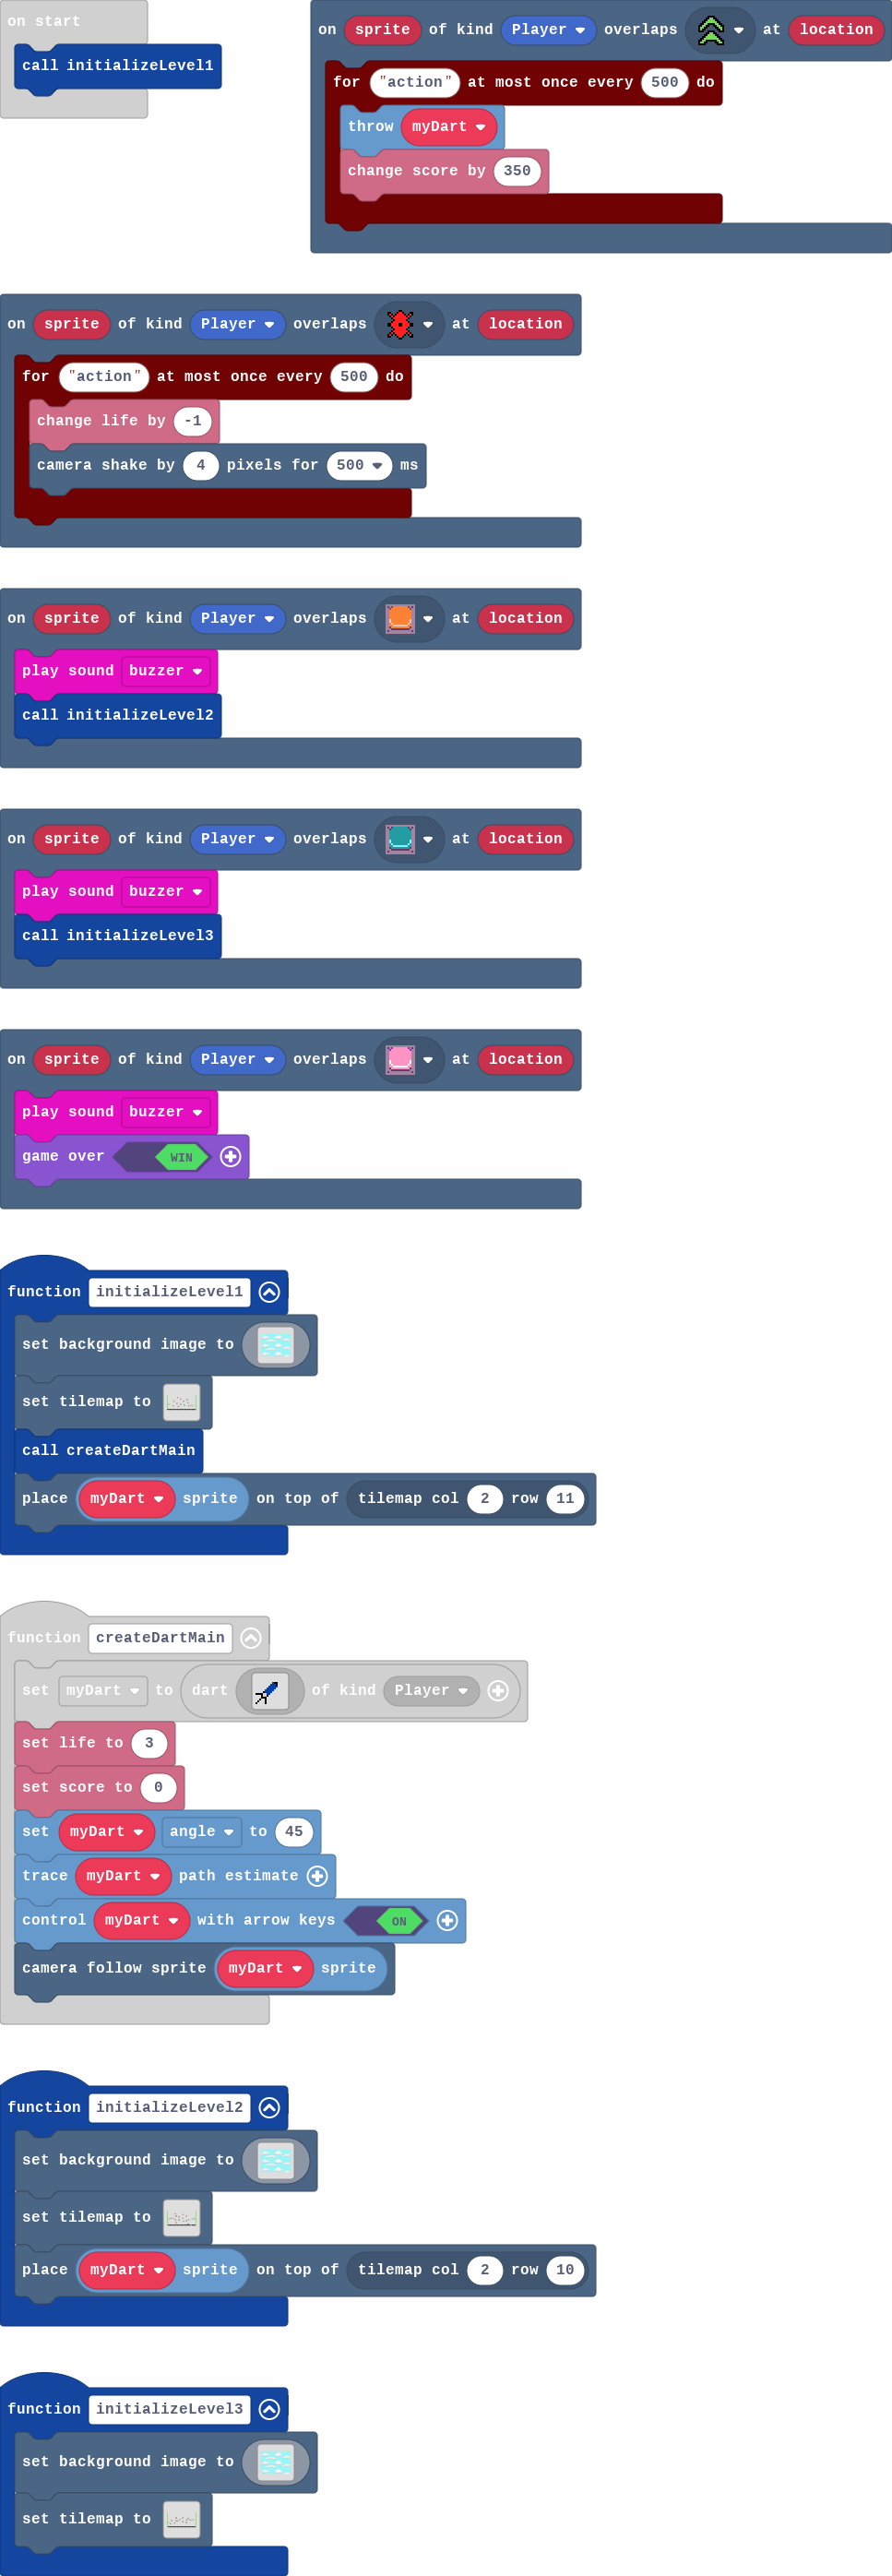 on start
call initializeLevel1
on sprite of kind Player overlaps at location
for "action" at most once every 500 do
throw myDart
change score by 350
on sprite of kind Player overlaps at location
for "action" at most once every 500 do
change life by -1
camera shake by 4 pixels for 500 ms
on sprite of kind Player overlaps at location
play sound buzzer
call initializeLevel2
on sprite of kind Player overlaps at location
play sound buzzer
call initializeLevel3
on sprite of kind Player overlaps at location
play sound buzzer
game over WIN
function initializeLevel1
set background image to
set tilemap to
call createDartMain
place myDart sprite on top of tilemap col 2 row 11
function createDartMain
set myDart to dart of kind Player
set life to 3
set score to 0
set myDart angle to 45
trace myDart path estimate
control myDart with arrow keys ON
camera follow sprite myDart sprite
function initializeLevel2
set background image to
set tilemap to
place myDart sprite on top of tilemap col 2 row 10
function initializeLevel3
set background image to
set tilemap to